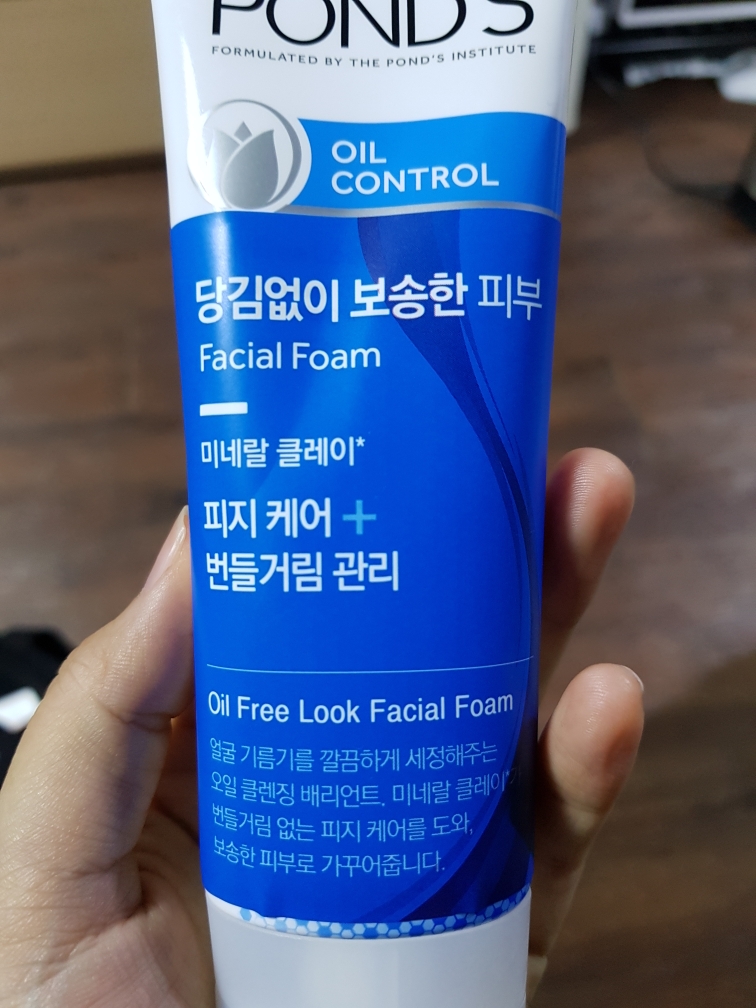 POND'S
FORMULATED BY THE POND'S INSTITUTE
OIL
CONTROL
당김없이 보송한 피부
Facial Foam
미네랄 클레이*
피지 케어 +
번들거림 관리
Oil Free Look Facial Foam
얼굴 기름기를 깔끔하게 세정해주는
오일 클렌징 배리언트. 미네랄 클레이*가
번들거림 없는 피지 케어를 도와,
보송한 피부로 가꾸어줍니다.